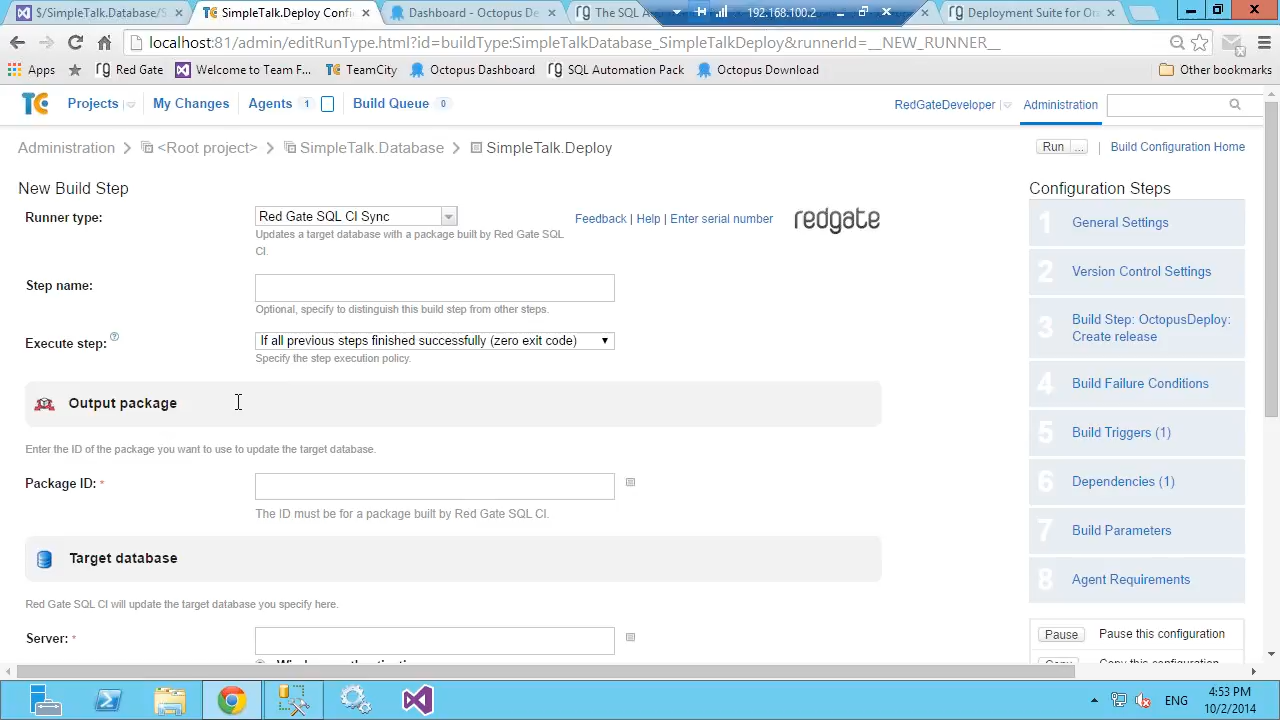 $/SimpleTalk.Database/S
SimpleTalk.Deploy Confi
Dashboard - Octopus De
The SQL A
192.168.100.2
Deployment Suite for Or
localhost:81/admin/editRunType.html?id=buildType:SimpleTalkDatabase_SimpleTalkDeploy&runnerId=__NEW_RUNNER__
Apps
Red Gate
Welcome to Team F...
TeamCity
Octopus Dashboard
SQL Automation Pack
Octopus Download
Other bookmarks
TC
Projects
My Changes
Agents 1
Build Queue 0
RedGateDeveloper
Administration
Administration
<Root project>
SimpleTalk.Database
SimpleTalk.Deploy
Run ...
Build Configuration Home
New Build Step
Runner type:
Red Gate SQL CI Sync
Feedback | Help | Enter serial number
redgate
Updates a target database with a package built by Red Gate SQL
CI.
Step name:
Optional, specify to distinguish this build step from other steps.
Execute step:
If all previous steps finished successfully (zero exit code)
Specify the step execution policy.
Output package
Enter the ID of the package you want to use to update the target database.
Package ID: *
The ID must be for a package built by Red Gate SQL CI.
Target database
Red Gate SQL CI will update the target database you specify here.
Server: *
Configuration Steps
1 General Settings
2 Version Control Settings
3 Build Step: OctopusDeploy:
Create release
4 Build Failure Conditions
5 Build Triggers (1)
6 Dependencies (1)
7 Build Parameters
8 Agent Requirements
Pause
Pause this configuration
ENG
4:53 PM
10/2/2014